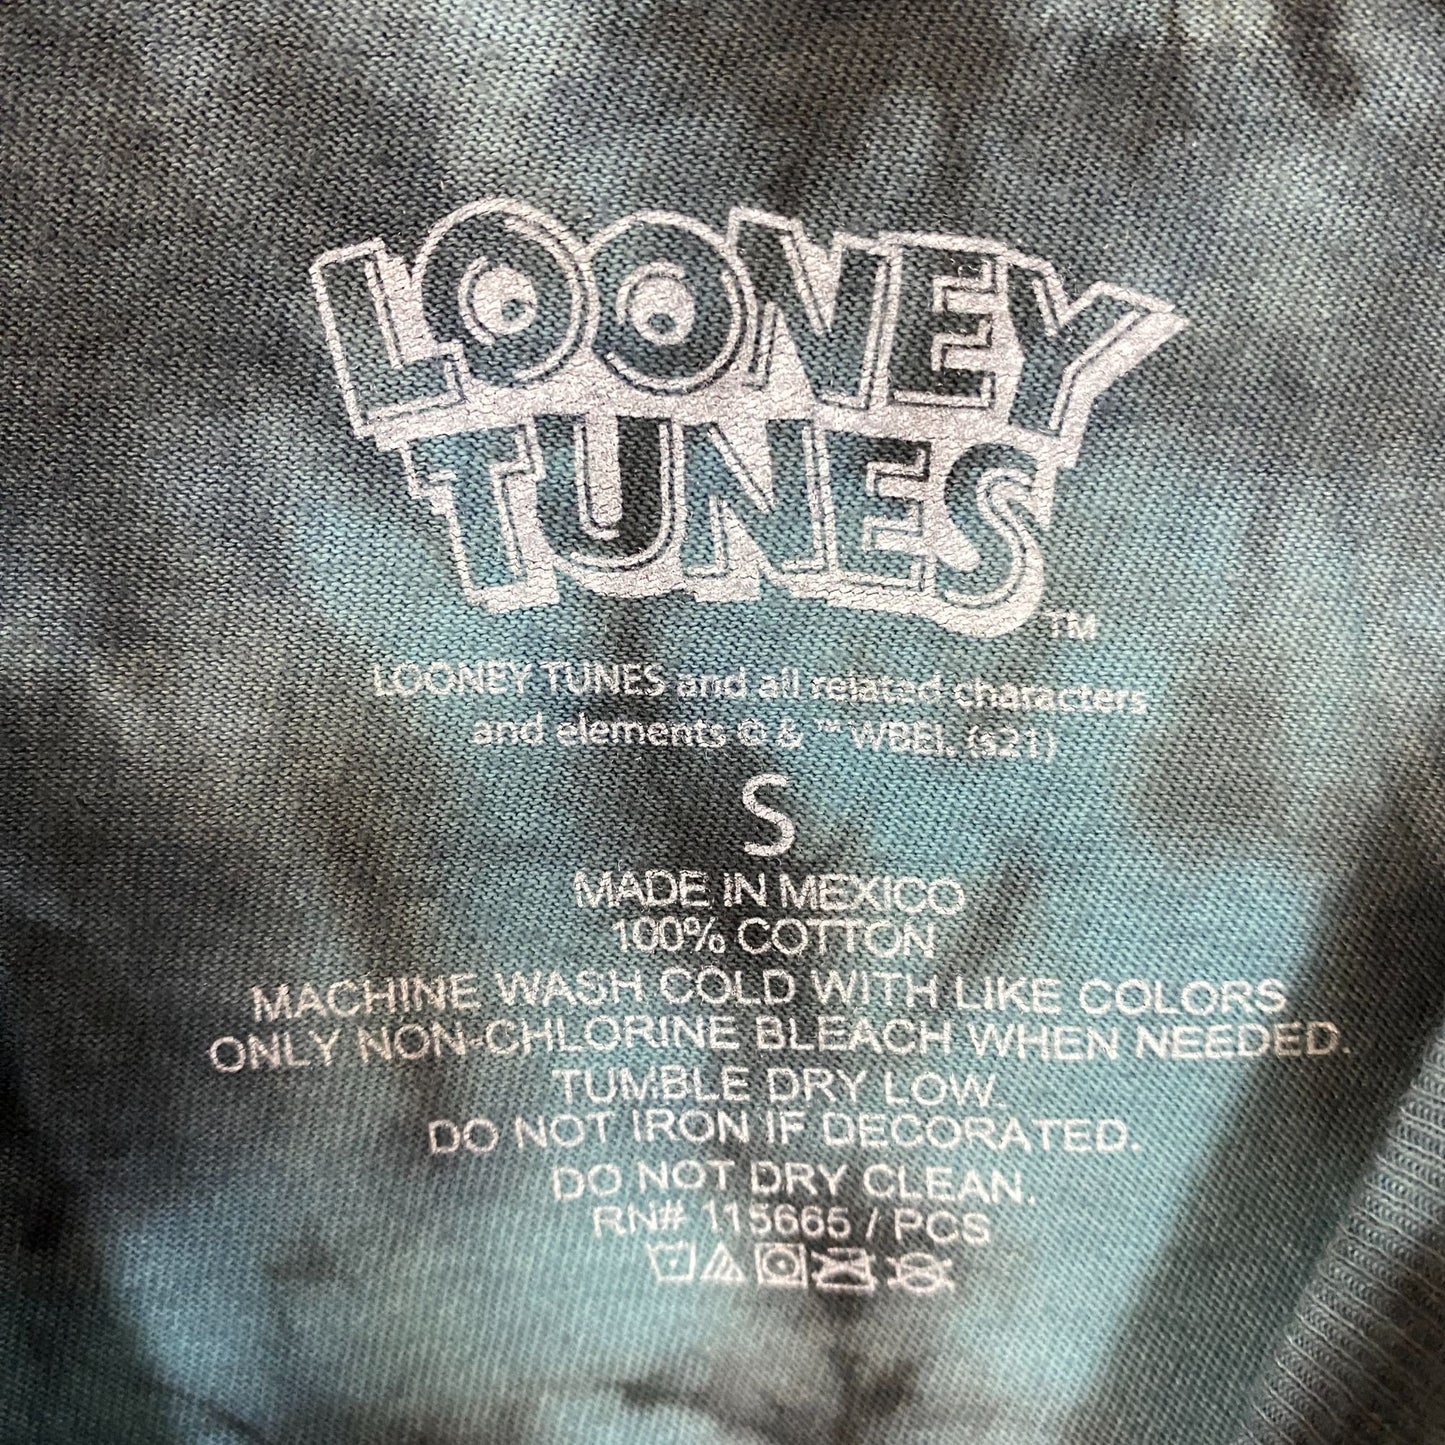 LOONEY
TUNES™
LOONEY TUNES and all related characters
and elements © & ™ WBEI. (s21)
S
MADE IN MEXICO
100% COTTON
MACHINE WASH COLD WITH LIKE COLORS
ONLY NON-CHLORINE BLEACH WHEN NEEDED.
TUMBLE DRY LOW.
DO NOT IRON IF DECORATED.
DO NOT DRY CLEAN.
RN# 115665 / PCS